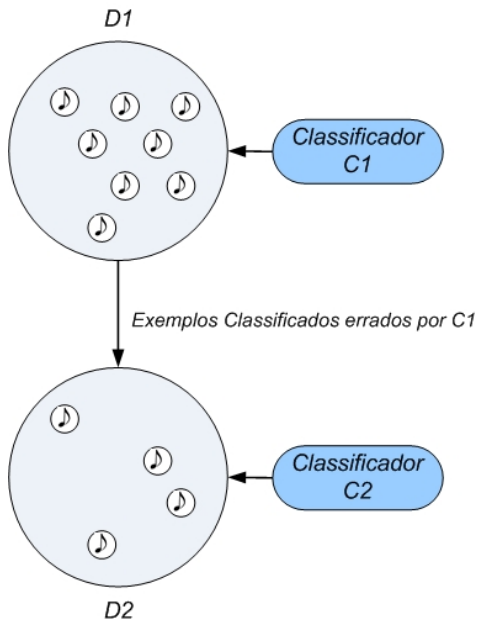 D1
Classificador
C1
Exemplos Classificados errados por C1
Classificador
C2
D2